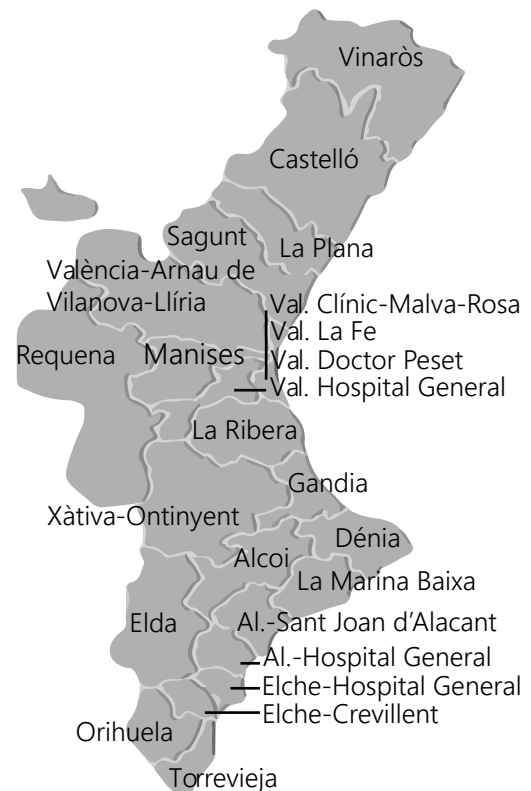 Vinaròs
Castelló
Sagunt
La Plana
València-Arnau de
Vilanova-Llíria
Val. Clínic-Malva-Rosa
Val. La Fe
Requena
Manises
Val. Doctor Peset
Val. Hospital General
La Ribera
Gandia
Xàtiva-Ontinyent
Dénia
Alcoi
La Marina Baixa
Elda
Al.-Sant Joan d'Alacant
Al.-Hospital General
Elche-Hospital General
Elche-Crevillent
Orihuela
Torrevieja